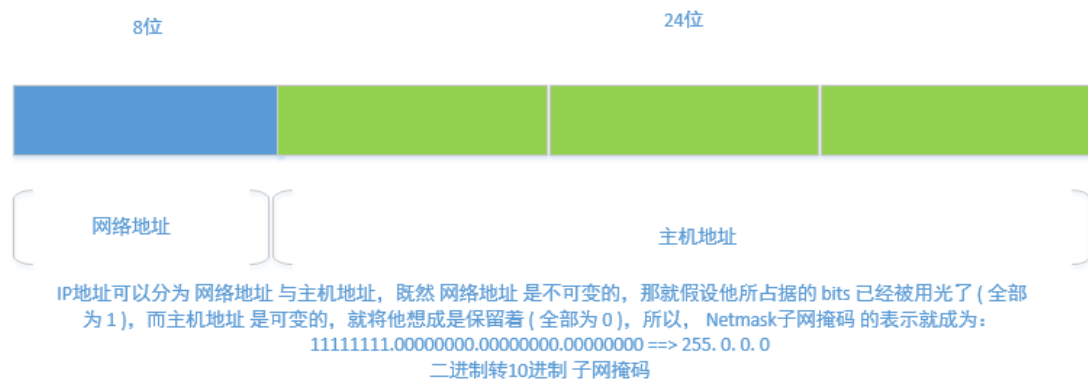 8位
24位
网络地址
主机地址
IP地址可以分为 网络地址 与主机地址，既然 网络地址 是不可变的，那就假设他所占据的 bits 已经被用光了 ( 全部
为 1 )，而主机地址 是可变的，就将他想成是保留着 ( 全部为 0 )，所以， Netmask子网掩码 的表示就成为：
11111111.00000000.00000000.00000000 ==> 255. 0. 0. 0
二进制转10进制 子网掩码